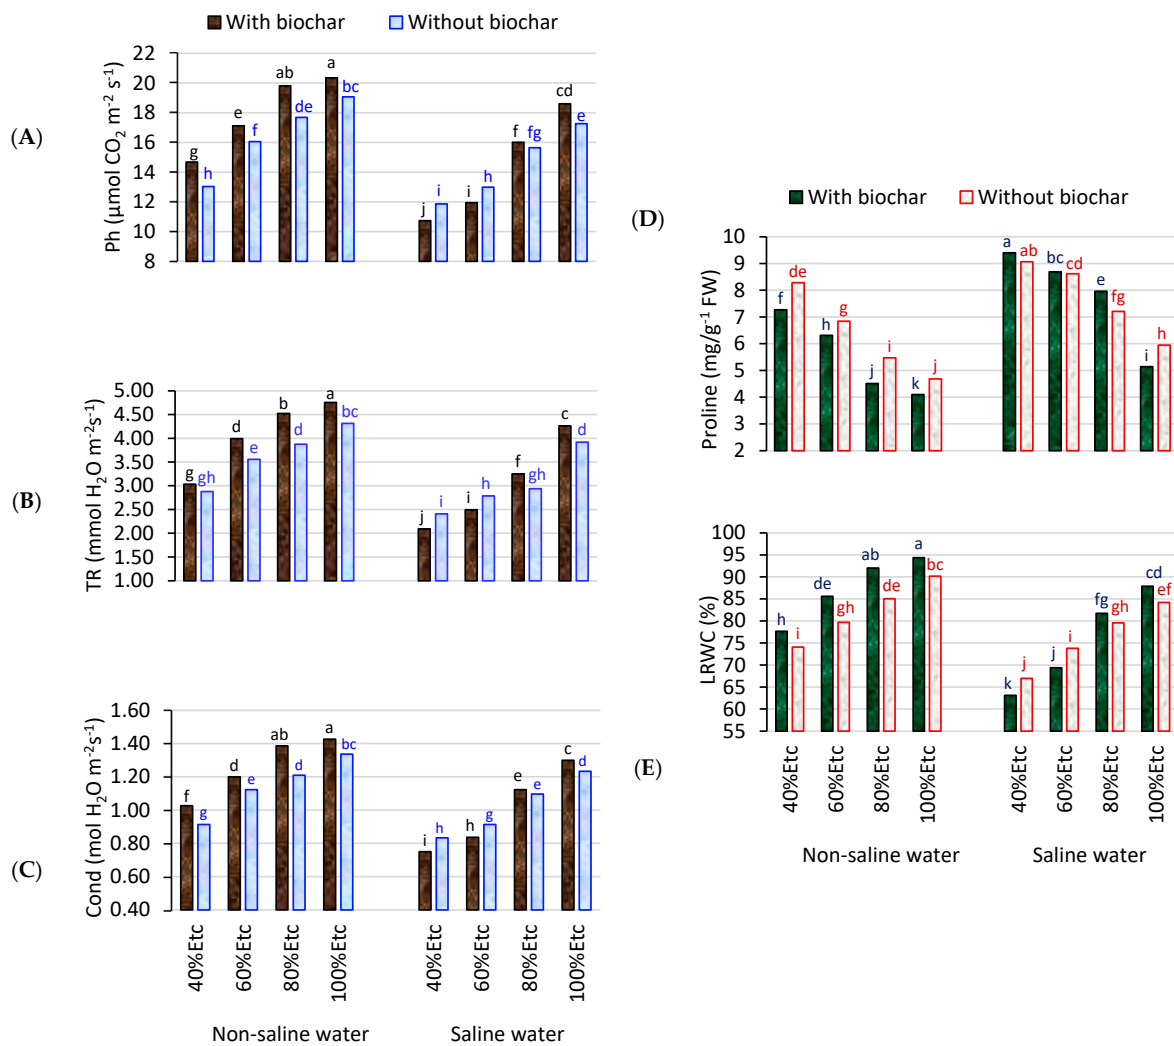 With biochar Without biochar
(A)
Ph (µmol CO₂ m⁻² s⁻¹)
22
20
18
16
14
12
10
8
g h e f ab de a bc j i i h f fg cd e
(B)
TR (mmol H₂O m⁻²s⁻¹)
5.00
4.50
4.00
3.50
3.00
2.50
2.00
1.50
1.00
g gh d e b d a bc j i i h f gh c d
(C)
Cond (mol H₂O m⁻²s⁻¹)
1.60
1.40
1.20
1.00
0.80
0.60
0.40
f g d e ab d a bc i h h g e e c d
40%Etc 60%Etc 80%Etc 100%Etc 40%Etc 60%Etc 80%Etc 100%Etc
Non-saline water Saline water
With biochar Without biochar
(D)
Proline (mg/g⁻¹ FW)
10
9
8
7
6
5
4
3
2
f de h g j i k j a ab bc cd e fg i h
(E)
LRWC (%)
100
95
90
85
80
75
70
65
60
55
h i de gh ab de a bc k j j i fg gh cd ef
40%Etc 60%Etc 80%Etc 100%Etc 40%Etc 60%Etc 80%Etc 100%Etc
Non-saline water Saline water